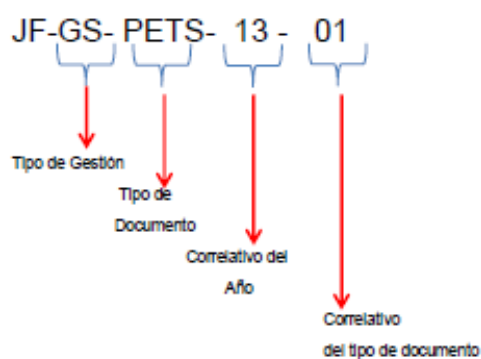 JF-GS- PETS- 13 - 01
Tipo de Gestión
Tipo de
Documento
Correlativo del
Año
Correlativo
del tipo de documento